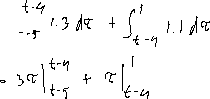 ∫_{t-5}^{t-4} 1.3 dτ + ∫_{t-4}^{1} 1.1 dτ
= 3τ|_{t-5}^{t-4} + τ|_{t-4}^{1}